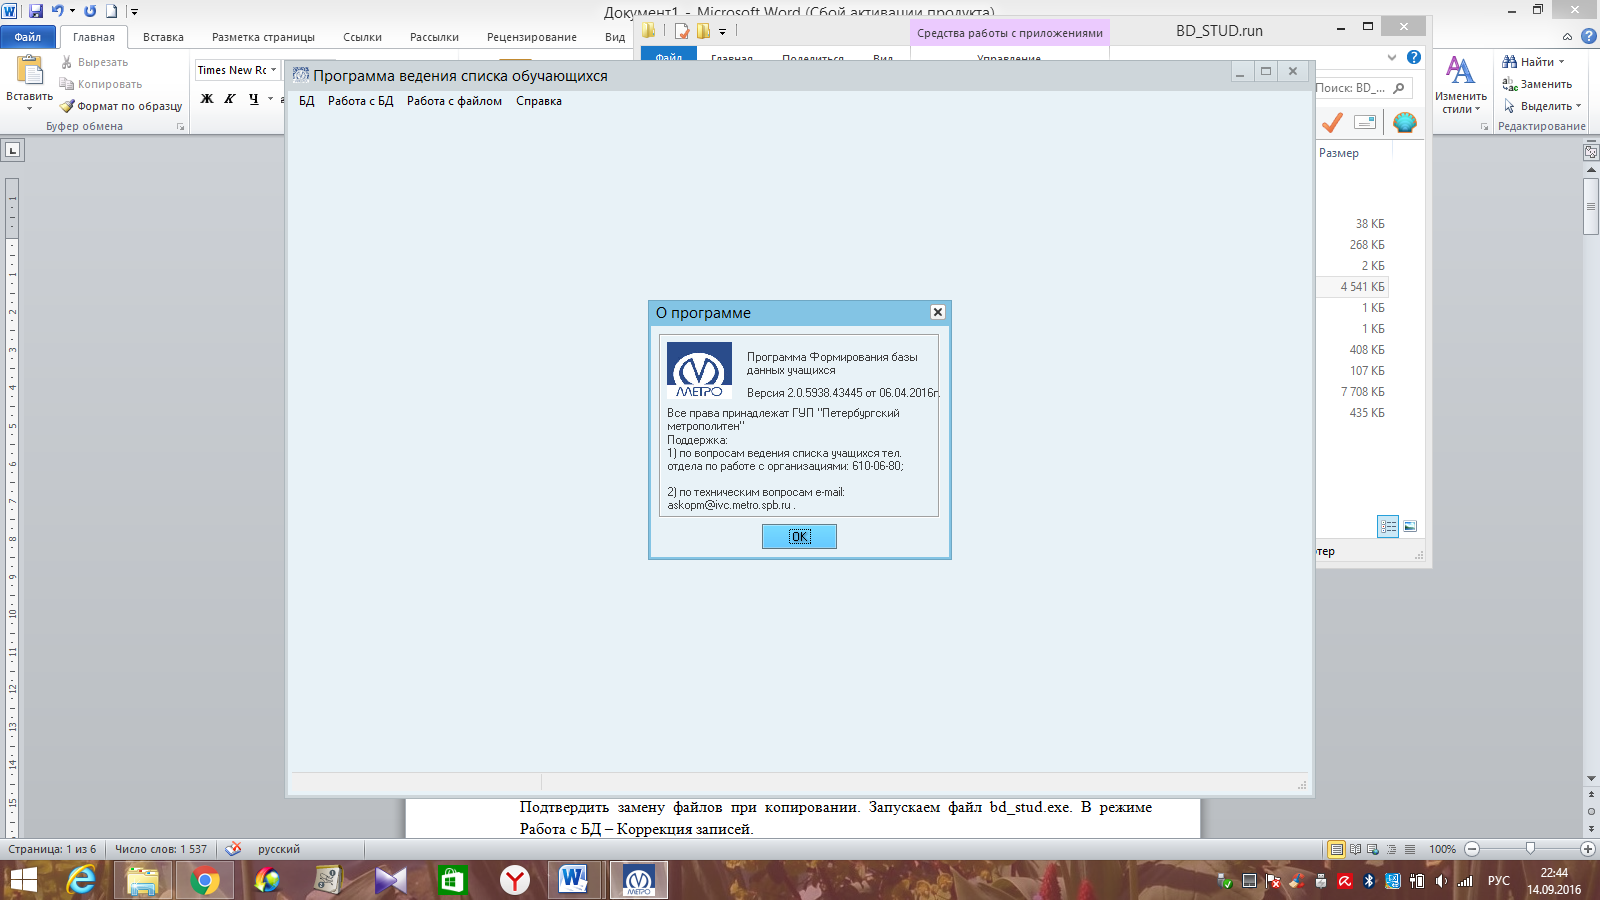 Документ1 - Microsoft Word (Сбой активации продукта)
BD_STUD.run
Средства работы с приложениями
Файл
Главная
Вставка
Разметка страницы
Ссылки
Рассылки
Рецензирование
Вид
Файл
Главная
Поделиться
Вид
Управление
Вставить
Вырезать
Копировать
Формат по образцу
Буфер обмена
Times New Rc
Ж К Ч
Программа ведения списка обучающихся
БД Работа с БД Работа с файлом Справка
Поиск: BD_...
Изменить
стили
Найти
Заменить
Выделить
Редактирование
Размер
38 КБ
268 КБ
2 КБ
4 541 КБ
1 КБ
1 КБ
408 КБ
107 КБ
7 708 КБ
435 КБ
О программе
МЕТРО
Программа Формирования базы
данных учащихся
Версия 2.0.5938.43445 от 06.04.2016г.
Все права принадлежат ГУП "Петербургский
метрополитен"
Поддержка:
1) по вопросам ведения списка учащихся тел.
отдела по работе с организациями: 610-06-80;
2) по техническим вопросам e-mail:
askopm@ivc.metro.spb.ru .
OK
Подтвердить замену файлов при копировании. Запускаем файл bd_stud.exe. В режиме
Работа с БД – Коррекция записей.
Страница: 1 из 6
Число слов: 1 537
русский
100%
МЕТРО
РУС
22:44
14.09.2016